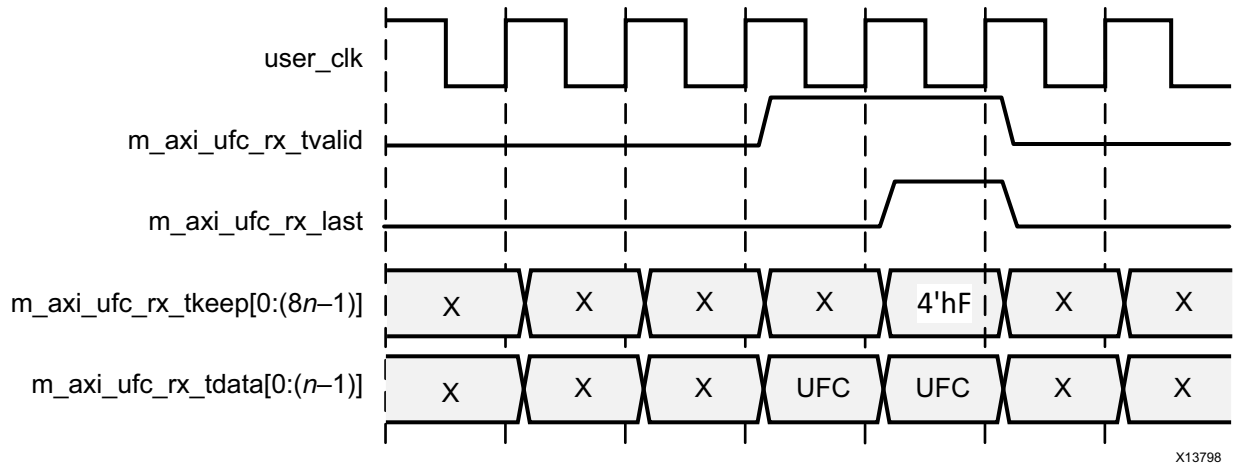 user_clk
m_axi_ufc_rx_tvalid
m_axi_ufc_rx_last
m_axi_ufc_rx_tkeep[0:(8n–1)] X X X X 4'hF X X
m_axi_ufc_rx_tdata[0:(n–1)] X X X UFC UFC X X
X13798